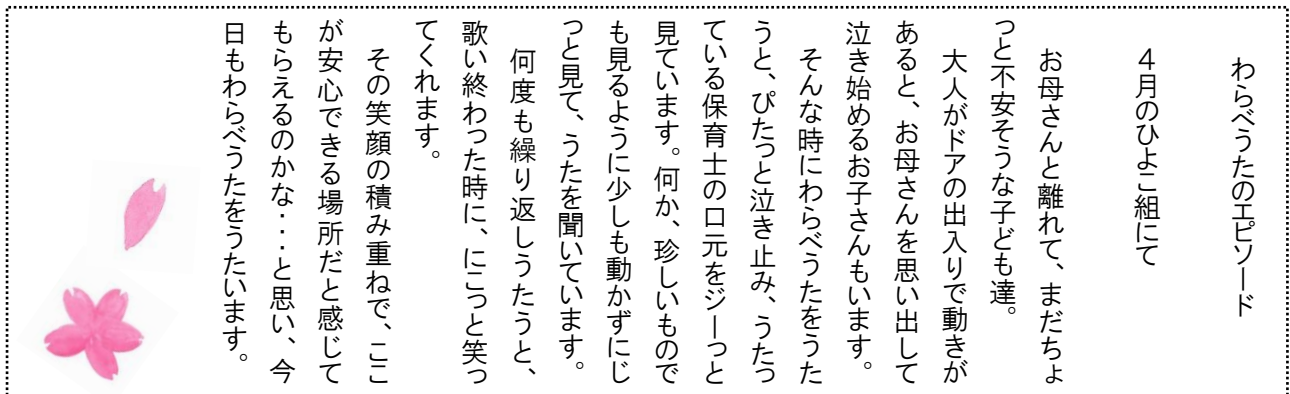 わらべうたのエピソード
４月のひよこ組にて
お母さんと離れて、まだちょ
っと不安そうな子ども達。
大人がドアの出入りで動きが
あると、お母さんを思い出して
泣き始めるお子さんもいます。
そんな時にわらべうたをうた
うと、ぴたっと泣き止み、うたっ
ている保育士の口元をジーっと
見ています。何か、珍しいもので
も見るように少しも動かずにじ
っと見て、うたを聞いています。
何度も繰り返しうたうと、
歌い終わった時に、にこっと笑っ
てくれます。
その笑顔の積み重ねで、ここ
が安心できる場所だと感じて
もらえるのかな・・・と思い、今
日もわらべうたをうたいます。